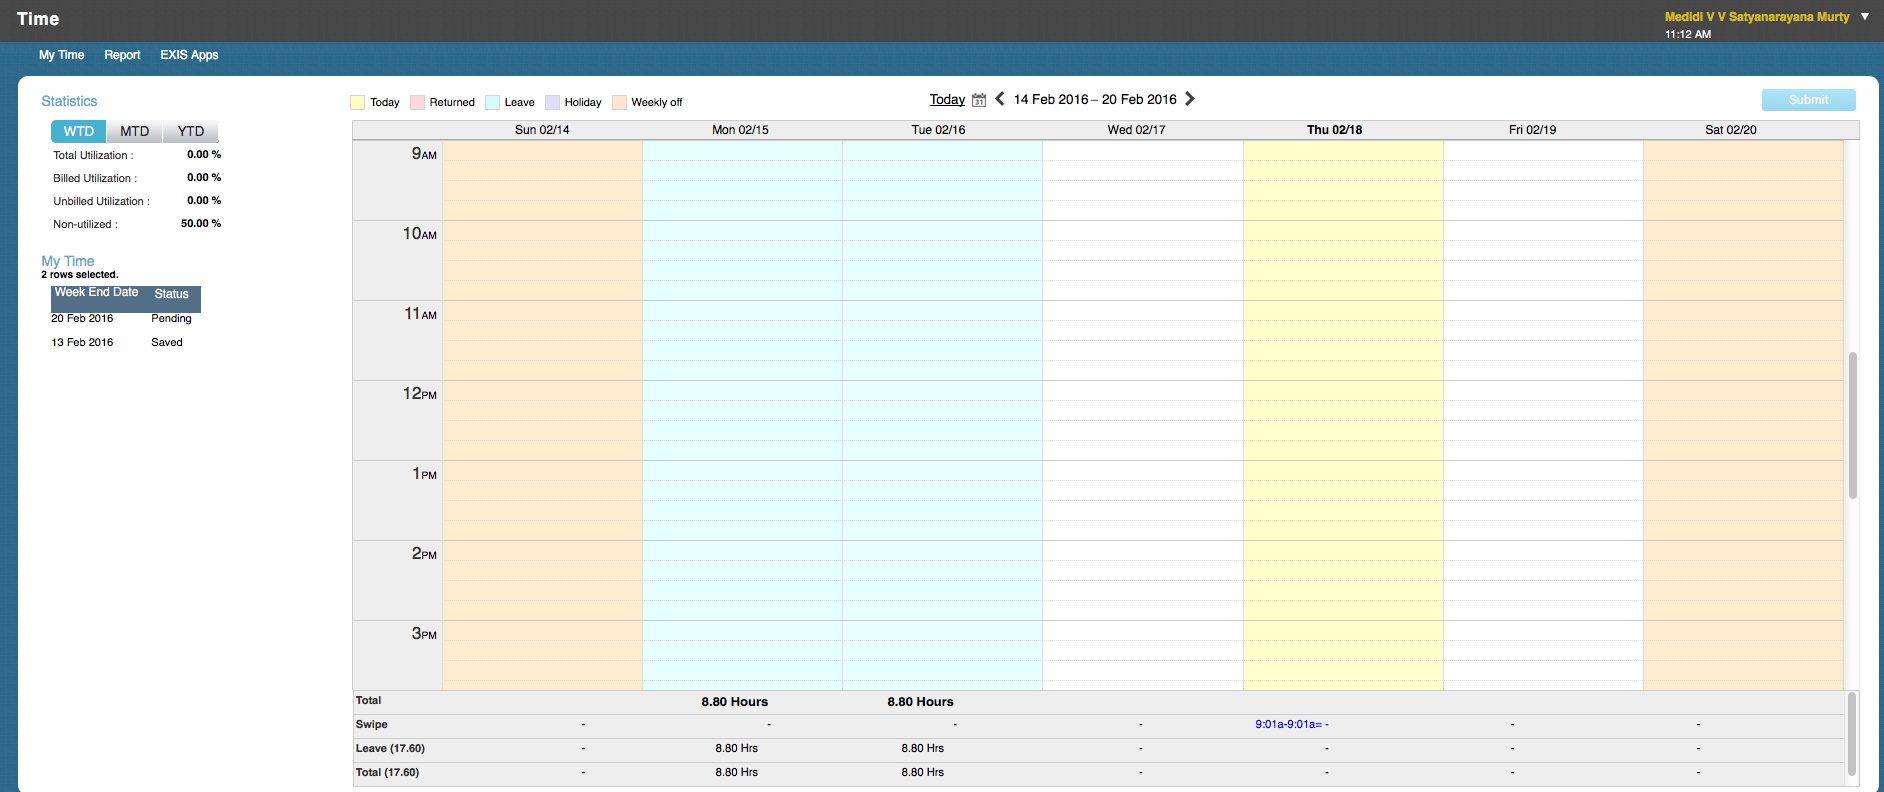 Time
Medidi V V Satyanarayana Murty
11:12 AM
My Time Report EXIS Apps
Statistics
WTD MTD YTD
Total Utilization : 0.00 %
Billed Utilization : 0.00 %
Unbilled Utilization : 0.00 %
Non-utilized : 50.00 %
My Time
2 rows selected.
Week End Date Status
20 Feb 2016 Pending
13 Feb 2016 Saved
Today Returned Leave Holiday Weekly off
Today 31 14 Feb 2016 – 20 Feb 2016
Submit
Sun 02/14 Mon 02/15 Tue 02/16 Wed 02/17 Thu 02/18 Fri 02/19 Sat 02/20
9AM
10AM
11AM
12PM
1PM
2PM
3PM
Total 8.80 Hours 8.80 Hours
Swipe - - - - 9:01a-9:01a= - - -
Leave (17.60) - 8.80 Hrs 8.80 Hrs - - - -
Total (17.60) - 8.80 Hrs 8.80 Hrs - - - -